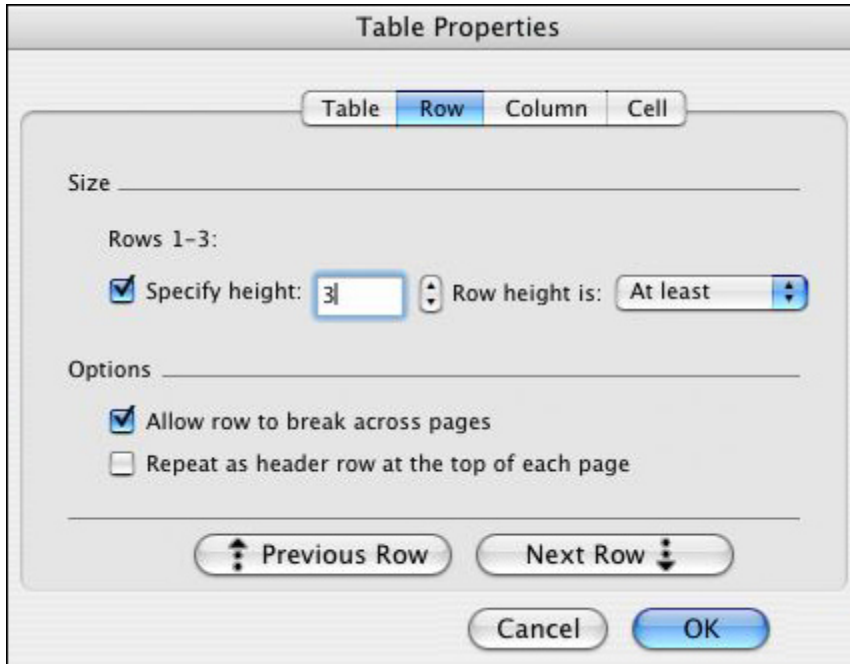 Table Properties
Table Row Column Cell
Size
Rows 1-3:
Specify height: 3 Row height is: At least
Options
Allow row to break across pages
Repeat as header row at the top of each page
Previous Row Next Row
Cancel OK